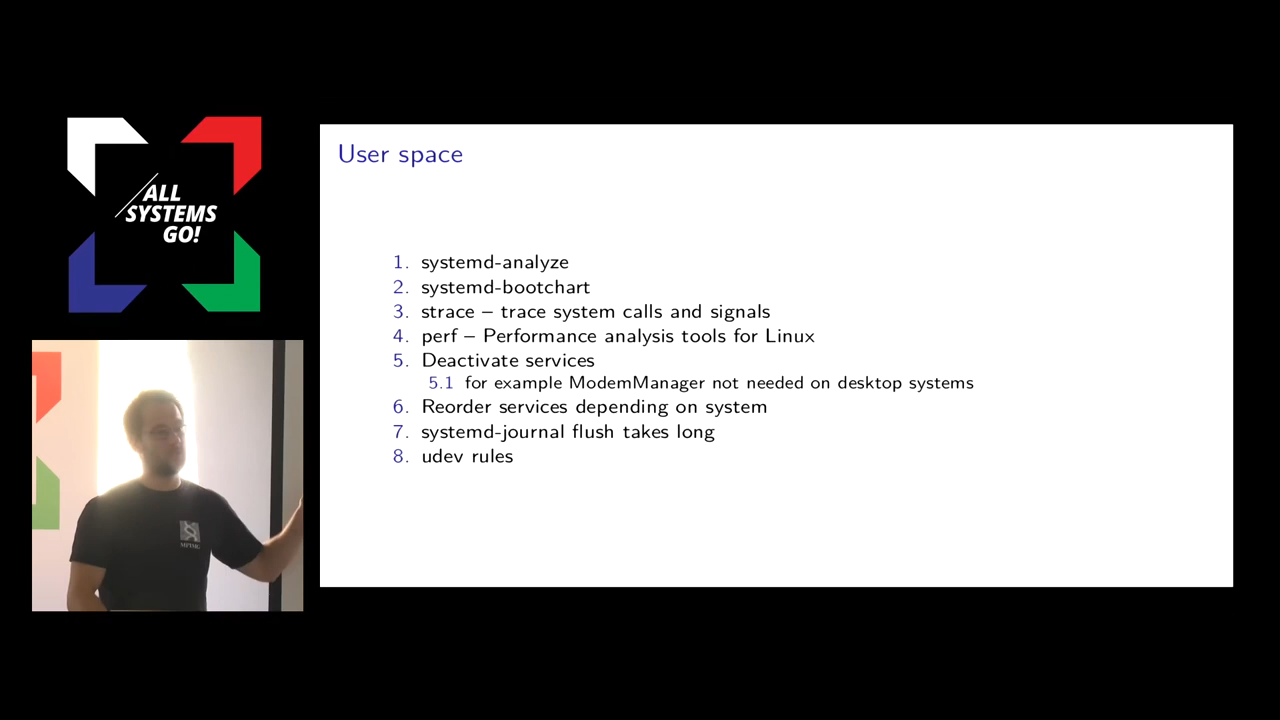 ALL
SYSTEMS
GO!
User space
1. systemd-analyze
2. systemd-bootchart
3. strace – trace system calls and signals
4. perf – Performance analysis tools for Linux
5. Deactivate services
5.1 for example ModemManager not needed on desktop systems
6. Reorder services depending on system
7. systemd-journal flush takes long
8. udev rules